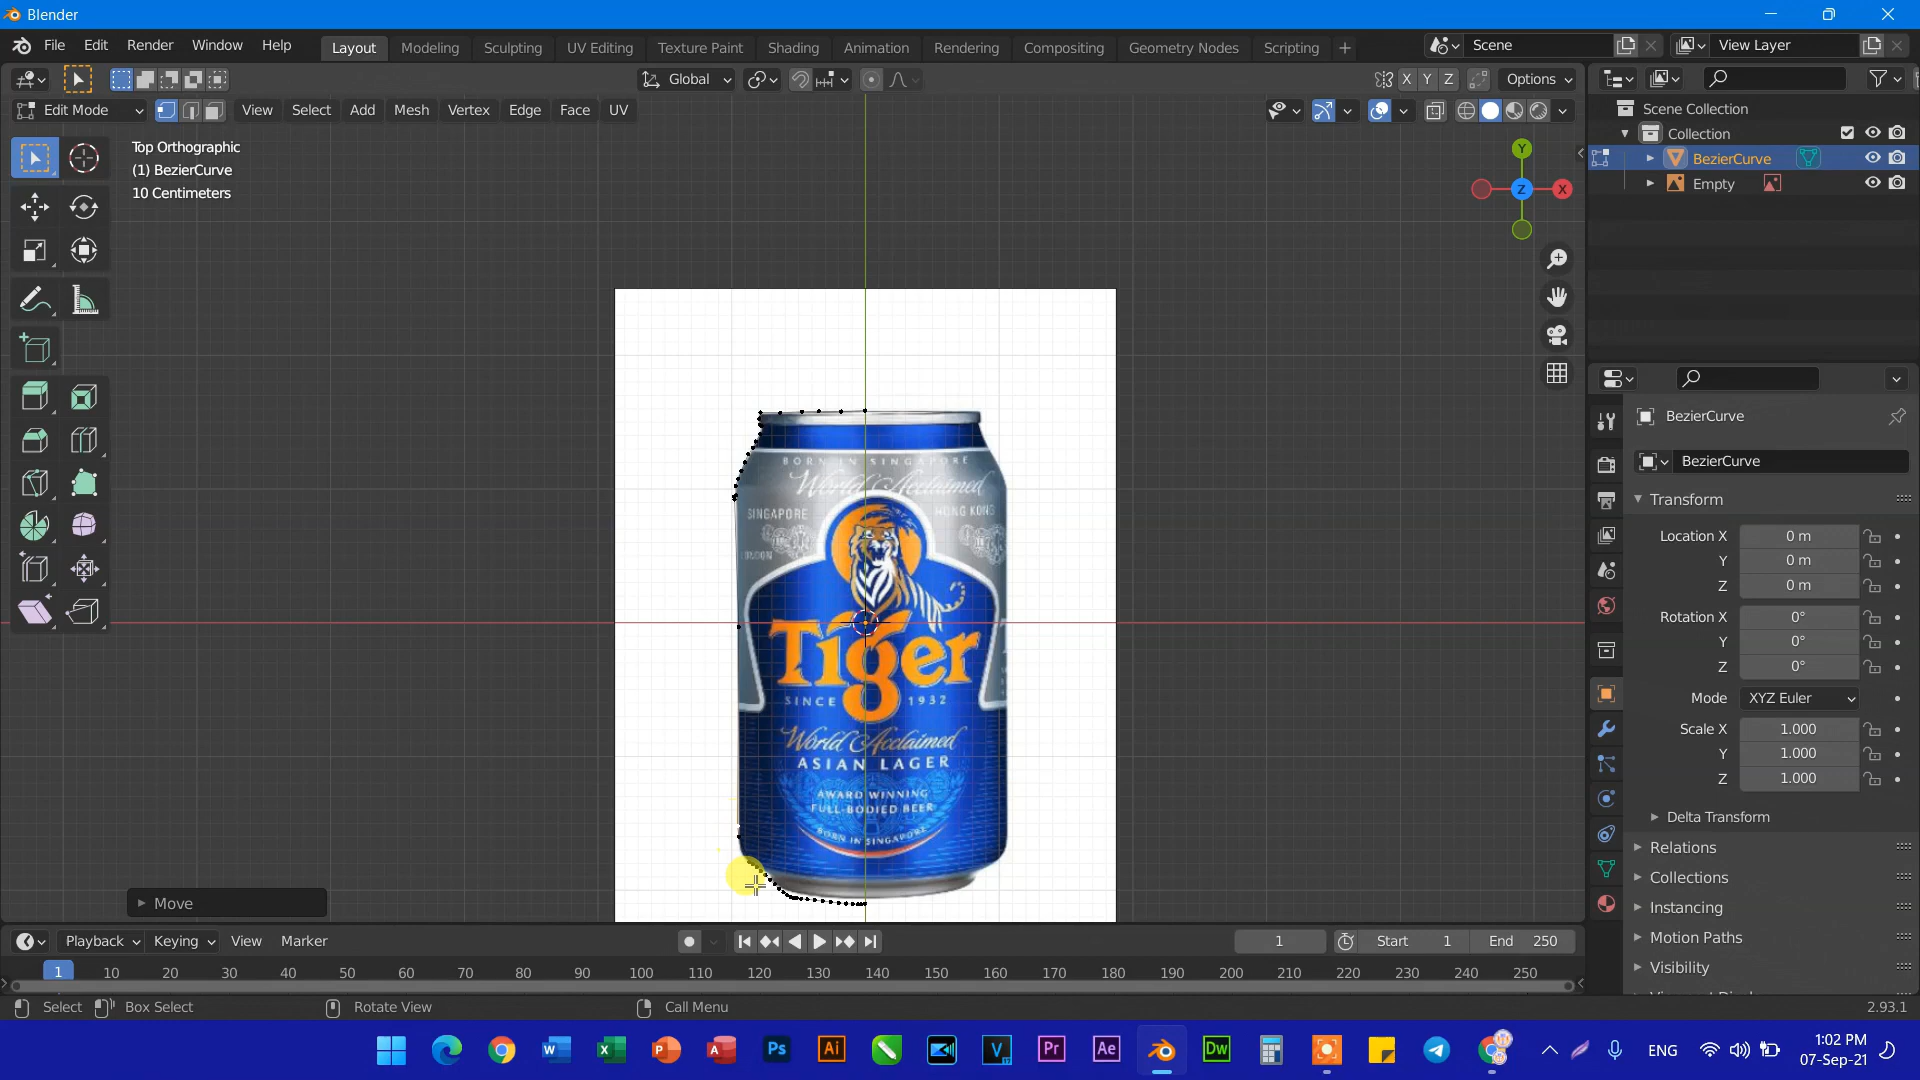 Blender
File Edit Render Window Help
Layout Modeling Sculpting UV Editing Texture Paint Shading Animation Rendering Compositing Geometry Nodes Scripting
Scene
View Layer
Global
X Y Z
Options
Edit Mode
View Select Add Mesh Vertex Edge Face UV
Top Orthographic
(1) BezierCurve
10 Centimeters
Y
X
Z
Scene Collection
Collection
BezierCurve
Empty
BezierCurve
BezierCurve
Transform
Location X 0 m
Y 0 m
Z 0 m
Rotation X 0°
Y 0°
Z 0°
Mode XYZ Euler
Scale X 1.000
Y 1.000
Z 1.000
Delta Transform
Relations
Collections
Instancing
Motion Paths
Visibility
BORN IN SINGAPORE
World Acclaimed
SINGAPORE
HONG KONG
Tiger
SINCE 1932
World Acclaimed
ASIAN LAGER
AWARD WINNING
FULL-BODIED BEER
BORN IN SINGAPORE
Move
Playback Keying View Marker
1 Start 1 End 250
1 10 20 30 40 50 60 70 80 90 100 110 120 130 140 150 160 170 180 190 200 210 220 230 240 250
Select Box Select Rotate View Call Menu 2.93.1
Ps Ai V Pr Ae Dw
ENG
1:02 PM
07-Sep-21